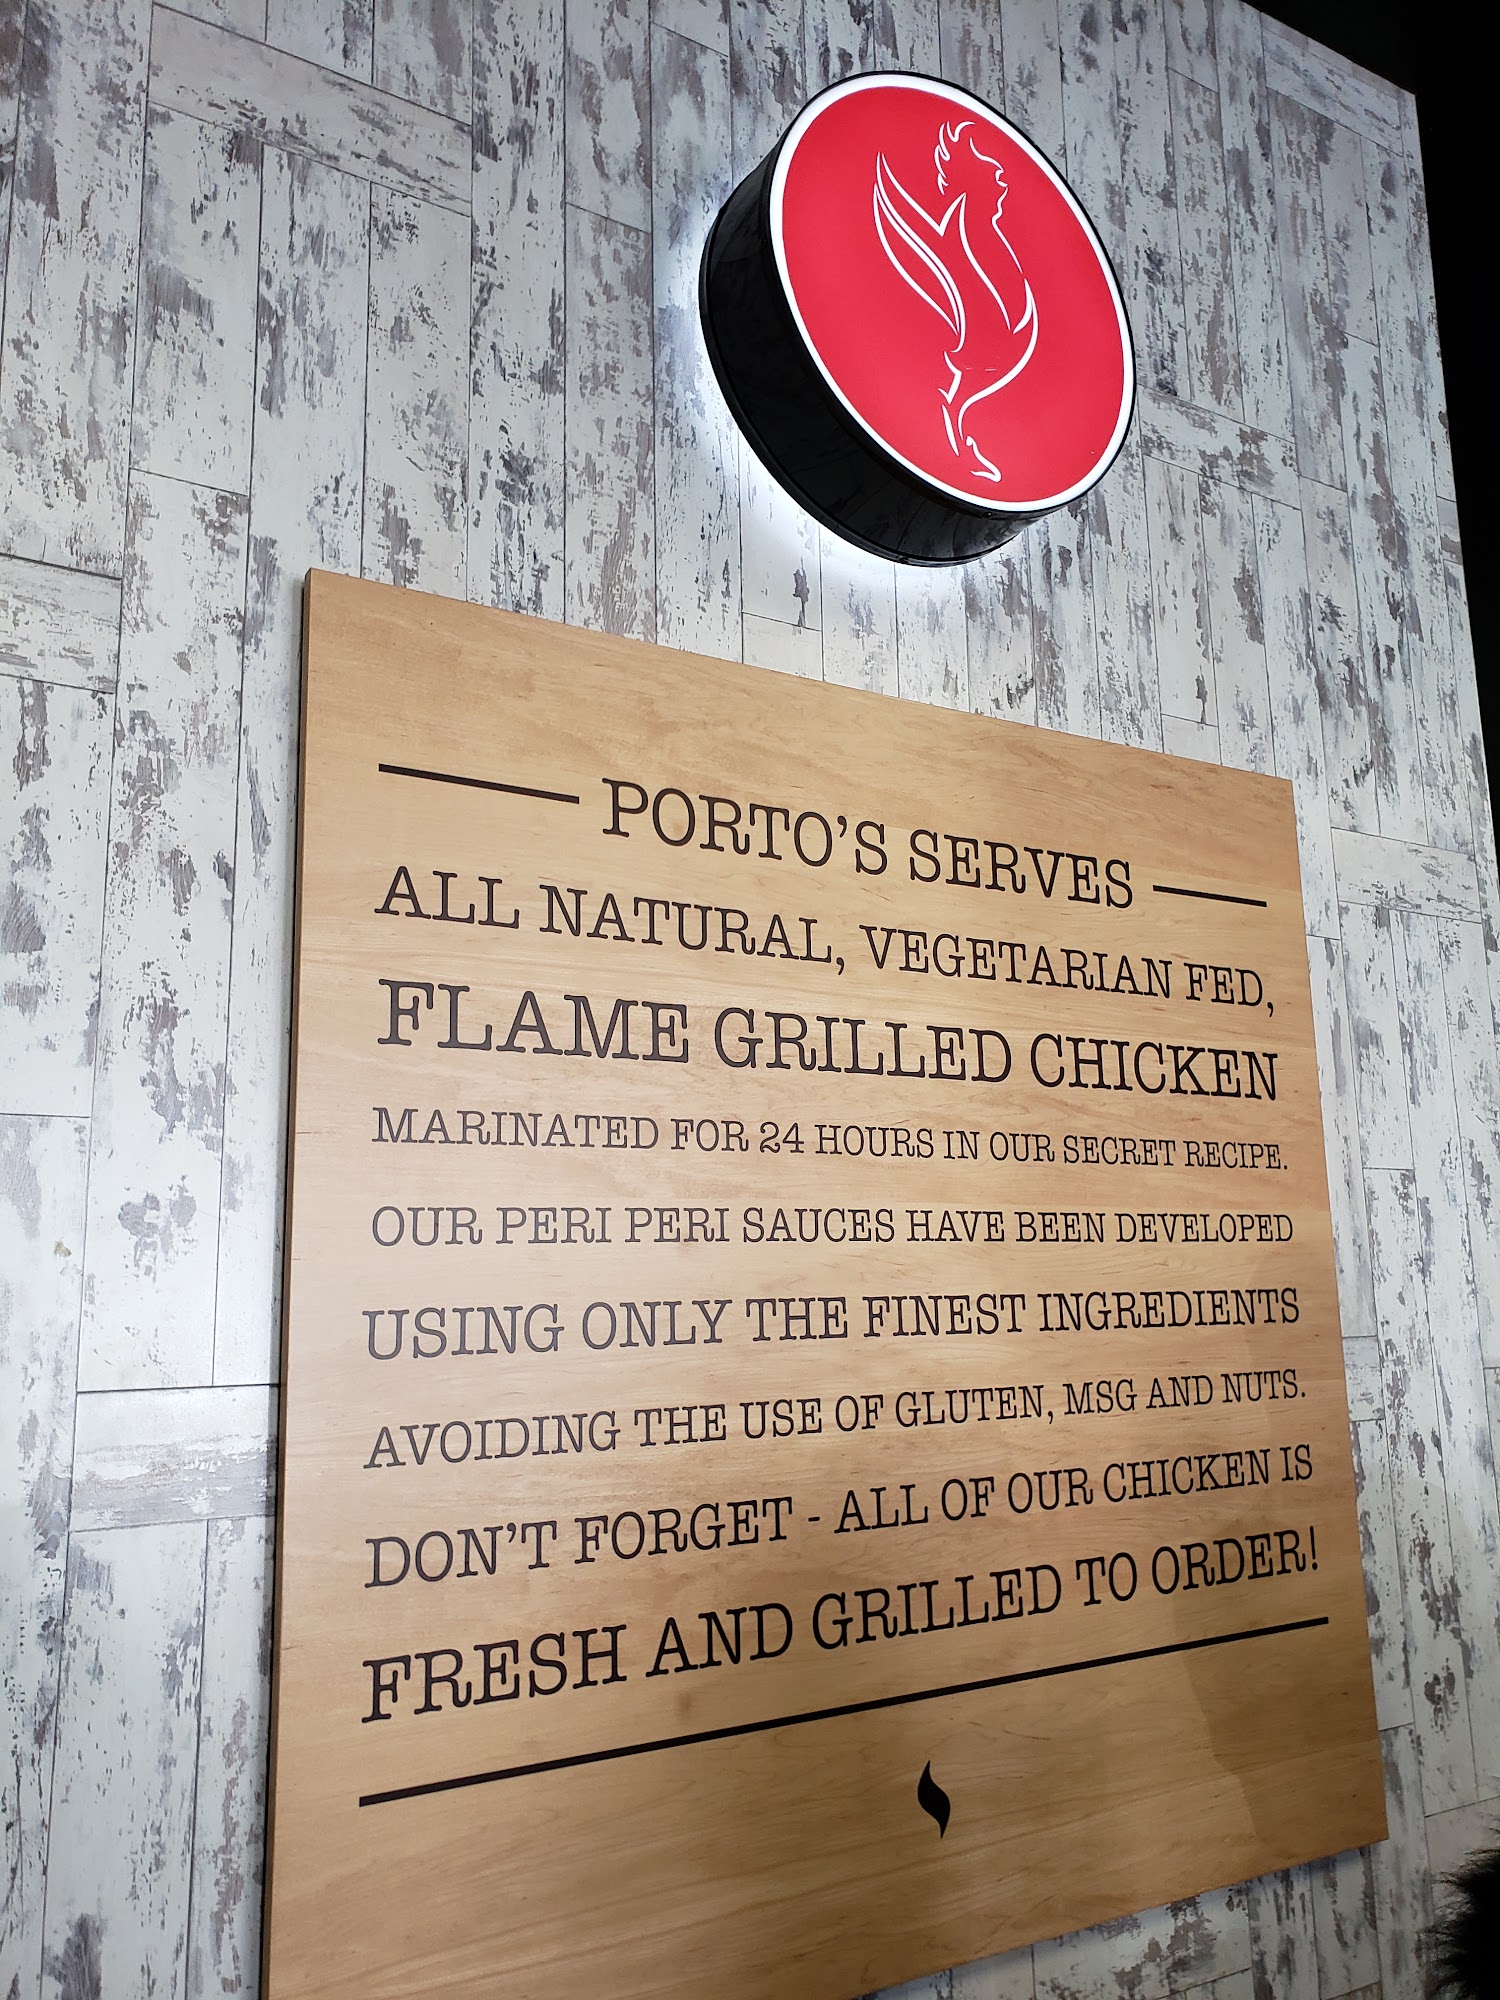 PORTO'S SERVES
ALL NATURAL, VEGETARIAN FED,
FLAME GRILLED CHICKEN
MARINATED FOR 24 HOURS IN OUR SECRET RECIPE.
OUR PERI PERI SAUCES HAVE BEEN DEVELOPED
USING ONLY THE FINEST INGREDIENTS
AVOIDING THE USE OF GLUTEN, MSG AND NUTS.
DON'T FORGET - ALL OF OUR CHICKEN IS
FRESH AND GRILLED TO ORDER!